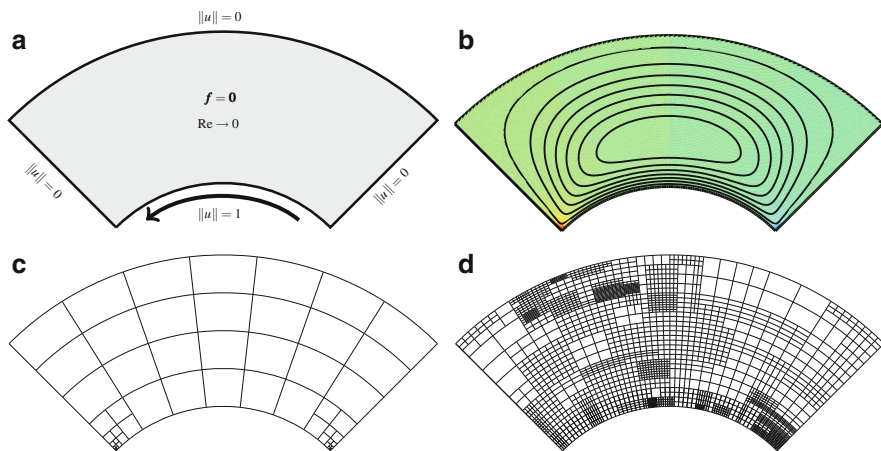 a
‖u‖ = 0
f = 0
Re → 0
‖u‖ = 0
‖u‖ = 0
‖u‖ = 1
b
c
d